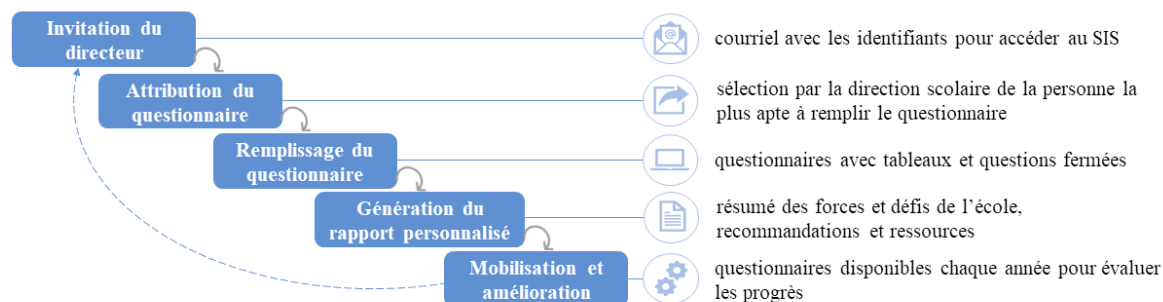 Invitation du
directeur
courriel avec les identifiants pour accéder au SIS
Attribution du
questionnaire
sélection par la direction scolaire de la personne la
plus apte à remplir le questionnaire
Remplissage du
questionnaire
questionnaires avec tableaux et questions fermées
Génération du
rapport personnalisé
résumé des forces et défis de l'école,
recommandations et ressources
Mobilisation et
amélioration
questionnaires disponibles chaque année pour évaluer
les progrès